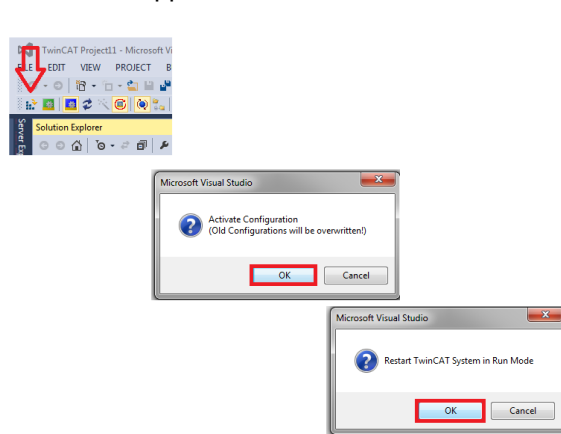 TwinCAT Project11 - Microsoft Vi
EDIT VIEW PROJECT B
Solution Explorer
Microsoft Visual Studio
Activate Configuration
(Old Configurations will be overwritten!)
OK Cancel
Microsoft Visual Studio
Restart TwinCAT System in Run Mode
OK Cancel